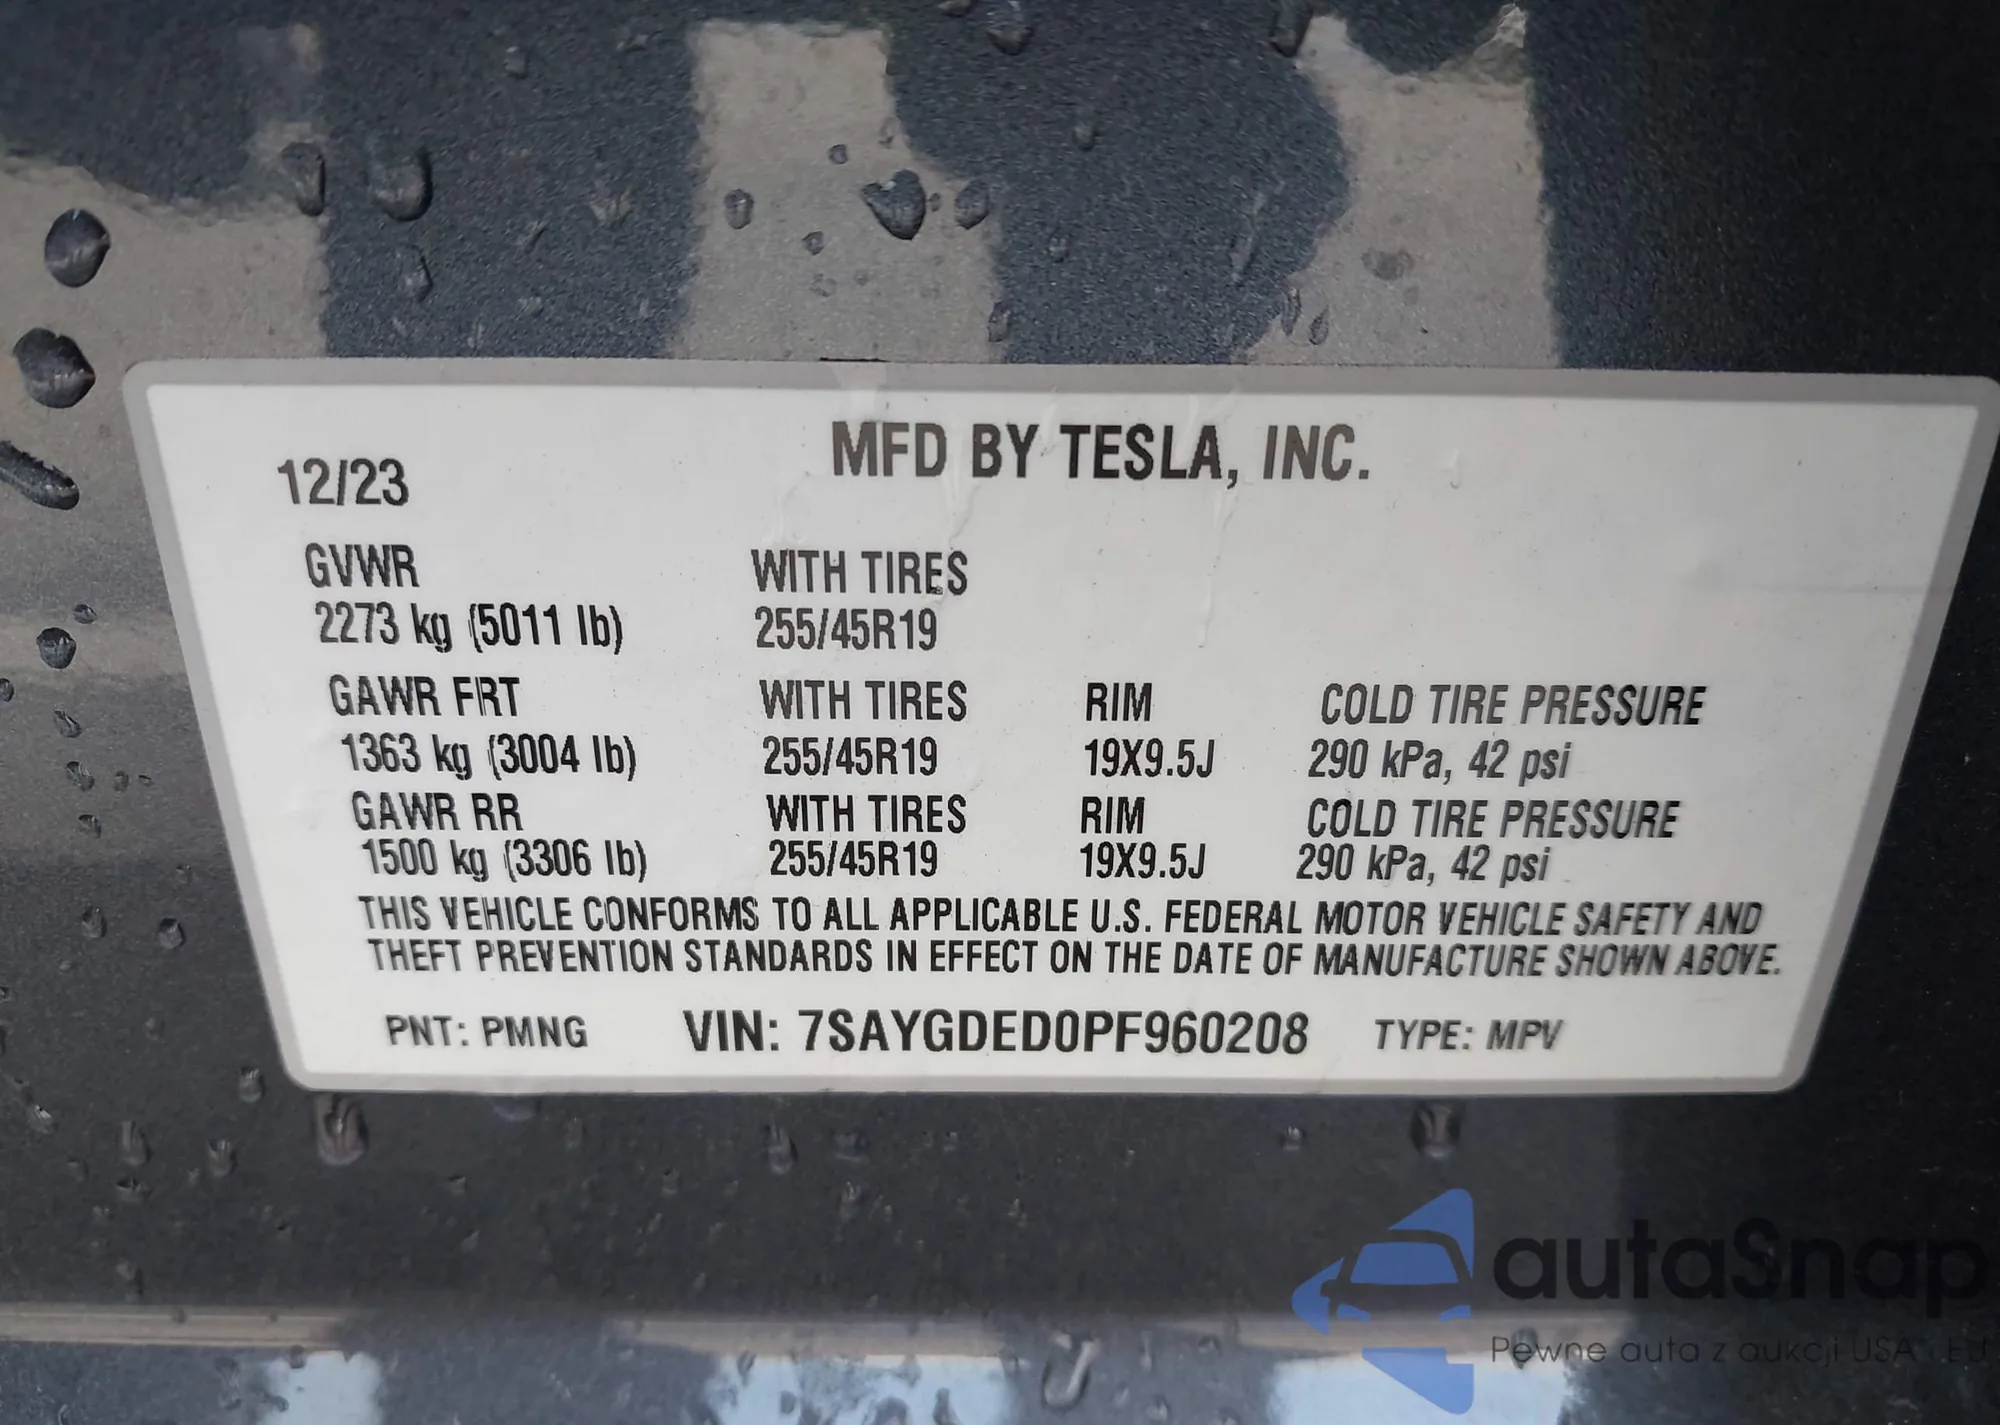 MFD BY TESLA, INC.
12/23
GVWR WITH TIRES
2273 kg (5011 lb) 255/45R19
GAWR FRT WITH TIRES RIM COLD TIRE PRESSURE
1363 kg (3004 lb) 255/45R19 19X9.5J 290 kPa, 42 psi
GAWR RR WITH TIRES RIM COLD TIRE PRESSURE
1500 kg (3306 lb) 255/45R19 19X9.5J 290 kPa, 42 psi
THIS VEHICLE CONFORMS TO ALL APPLICABLE U.S. FEDERAL MOTOR VEHICLE SAFETY AND
THEFT PREVENTION STANDARDS IN EFFECT ON THE DATE OF MANUFACTURE SHOWN ABOVE.
PNT: PMNG VIN: 7SAYGDED0PF960208 TYPE: MPV
autaSnap
Pewne auta z aukcji USA i EU